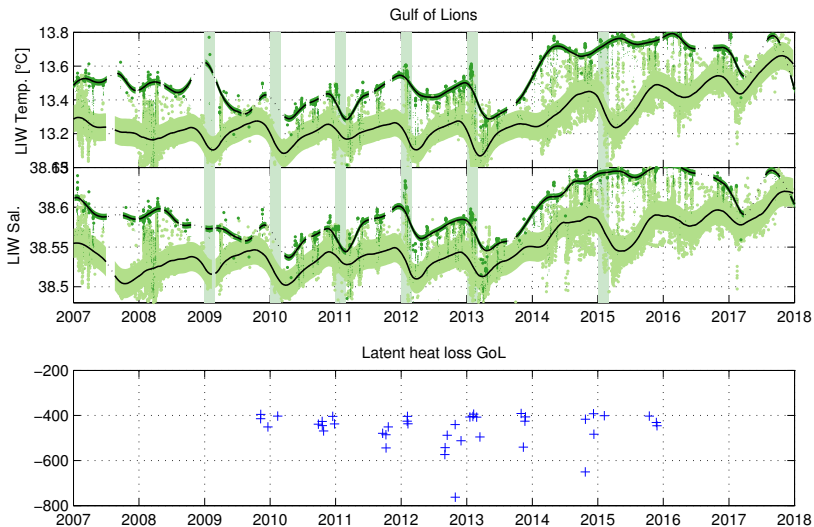 Gulf of Lions
LIW Temp. [°C]
13.8
13.6
13.4
13.2
LIW Sal.
38.65
38.6
38.55
38.5
2007 2008 2009 2010 2011 2012 2013 2014 2015 2016 2017 2018
Latent heat loss GoL
−200
−400
−600
−800
2007 2008 2009 2010 2011 2012 2013 2014 2015 2016 2017 2018